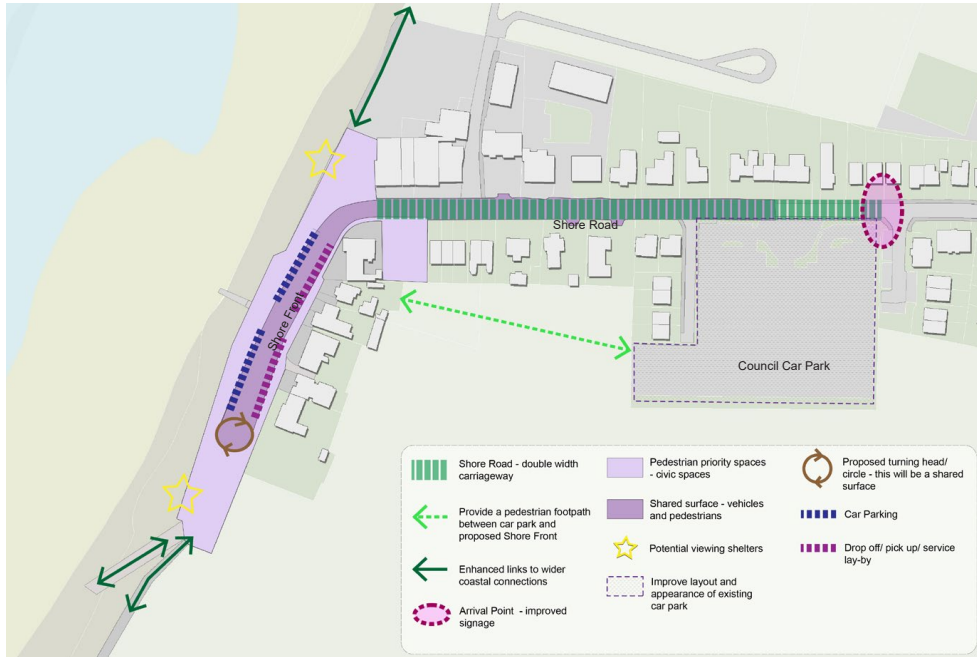 Shore Road
Shore Front
Council Car Park
Shore Road - double width
carriageway
Provide a pedestrian footpath
between car park and
proposed Shore Front
Enhanced links to wider
coastal connections
Arrival Point - improved
signage
Pedestrian priority spaces
- civic spaces
Shared surface - vehicles
and pedestrians
Potential viewing shelters
Improve layout and
appearance of existing
car park
Proposed turning head/
circle - this will be a shared
surface
Car Parking
Drop off/ pick up/ service
lay-by